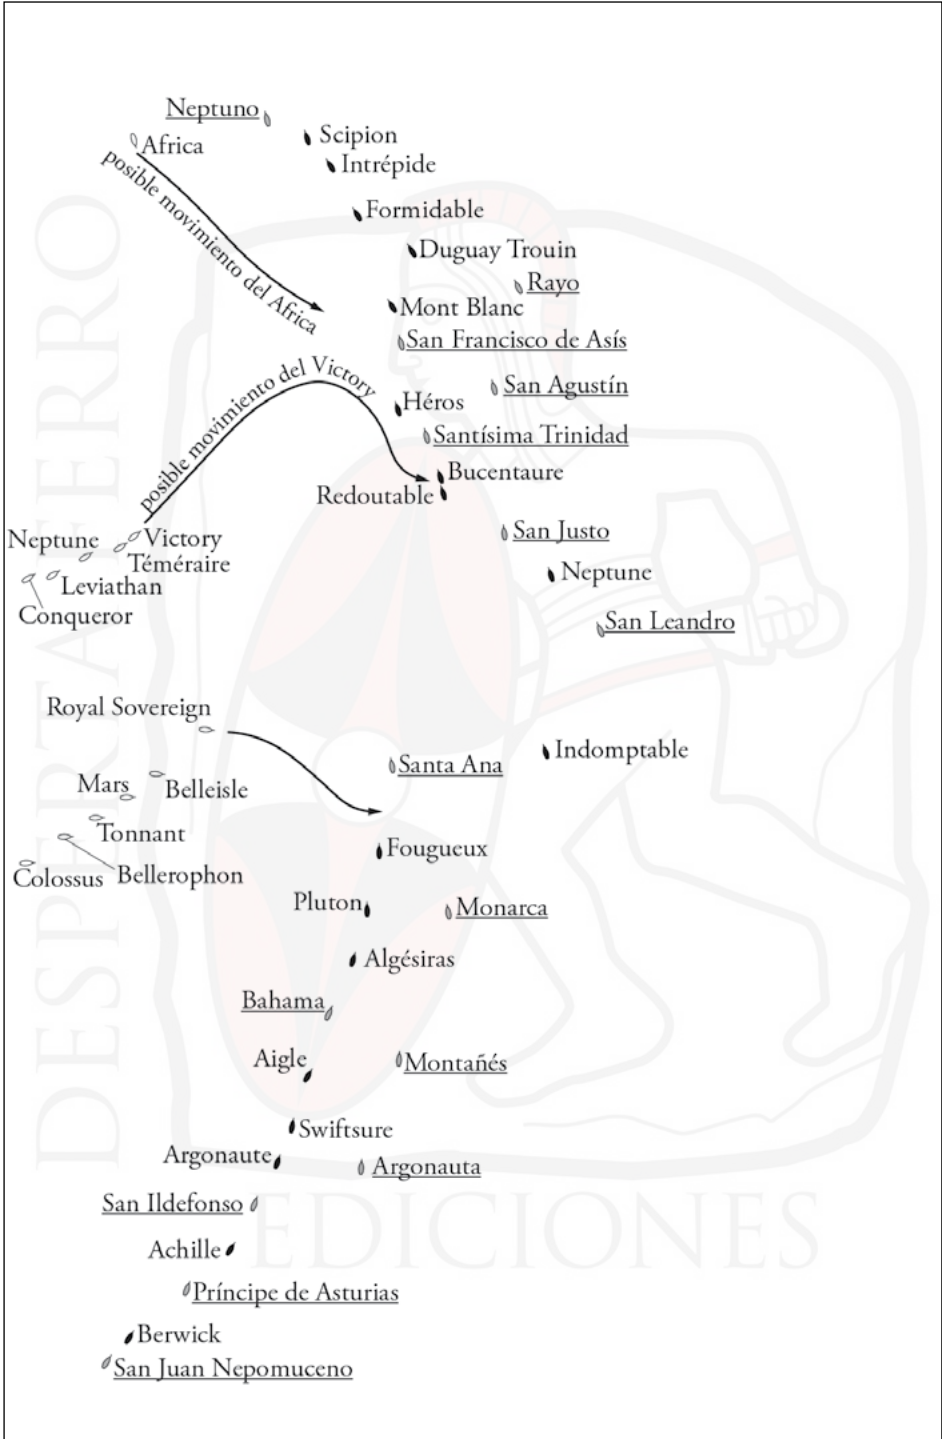 Neptuno
Scipion
Africa
Intrépide
posible movimiento del Africa
Formidable
Duguay Trouin
Rayo
Mont Blanc
San Francisco de Asís
posible movimiento del Victory
San Agustín
Héros
Santísima Trinidad
Bucentaure
Redoutable
San Justo
Neptune
Victory
Téméraire
Neptune
Leviathan
Conqueror
San Leandro
Royal Sovereign
Indomptable
Santa Ana
Mars
Belleisle
Tonnant
Fougueux
Colossus
Bellerophon
Pluton
Monarca
Algésiras
Bahama
Aigle
Montañés
Swiftsure
Argonaute
Argonauta
San Ildefonso
Achille
Príncipe de Asturias
Berwick
San Juan Nepomuceno
DESPERTA FERRO
EDICIONES